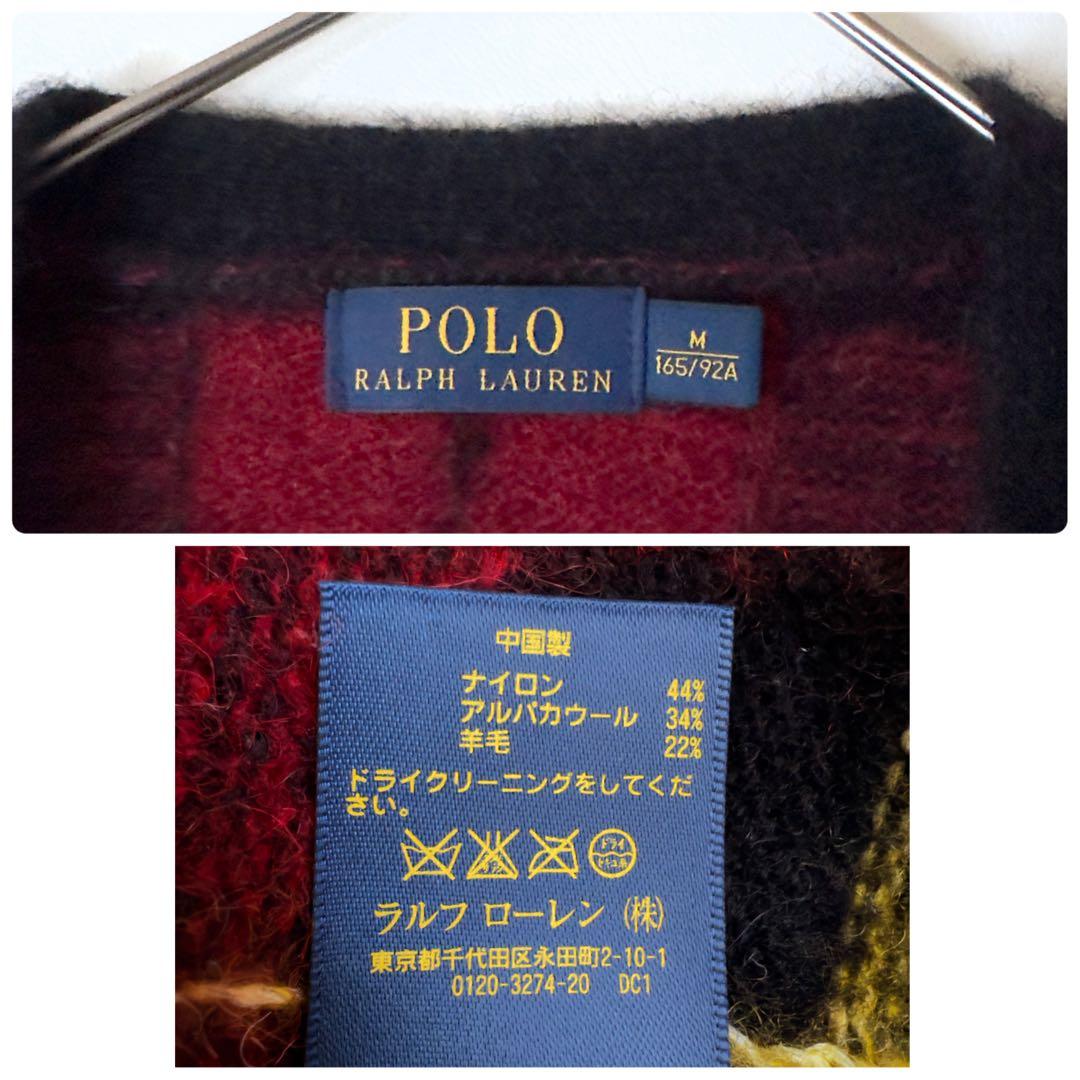 POLO
RALPH LAUREN
M
165/92A
中国製
ナイロン 44%
アルパカウール 34%
羊毛 22%
ドライクリーニングをしてくだ
さい。
ドライ
ラルフ ローレン (株)
東京都千代田区永田町2-10-1
0120-3274-20 DC1